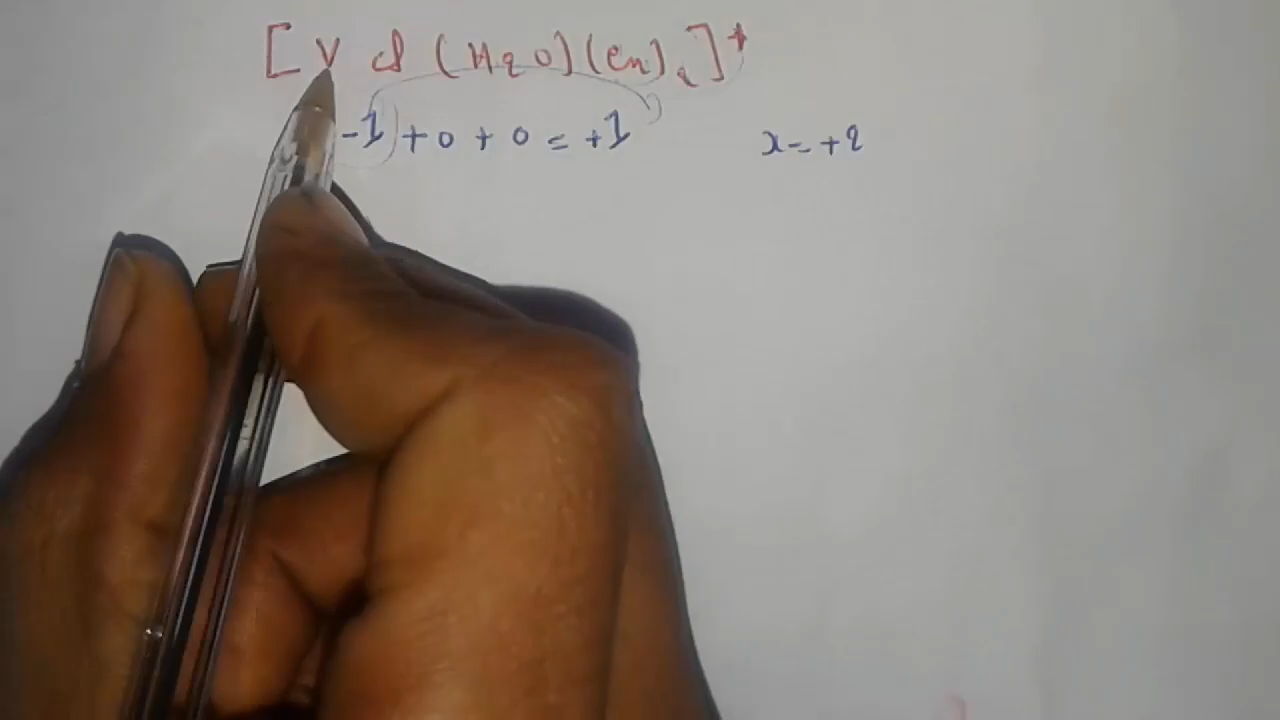 [V Cl (H2O)(en)2]+
-1 + 0 + 0 = +1 x = +2